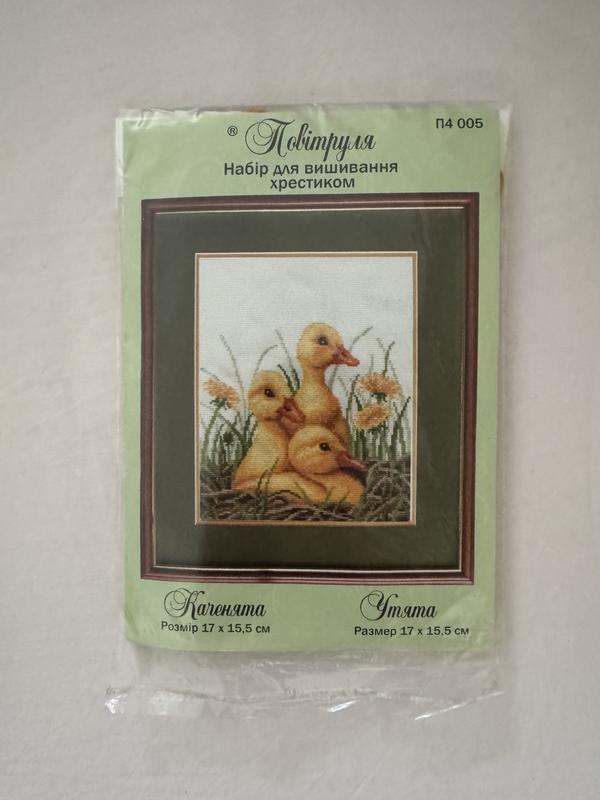 П4 005
® Повітруля
Набір для вишивання
хрестиком
Каченята
Розмір 17 х 15,5 см
Утята
Размер 17 х 15,5 см